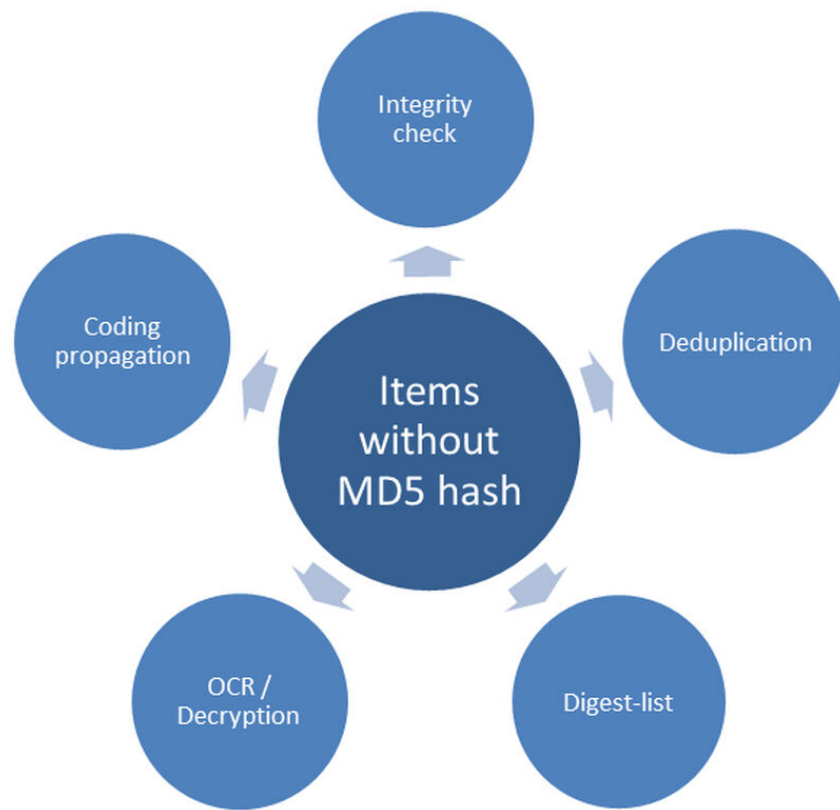 Integrity
check
Deduplication
Digest-list
OCR /
Decryption
Coding
propagation
Items
without
MD5 hash